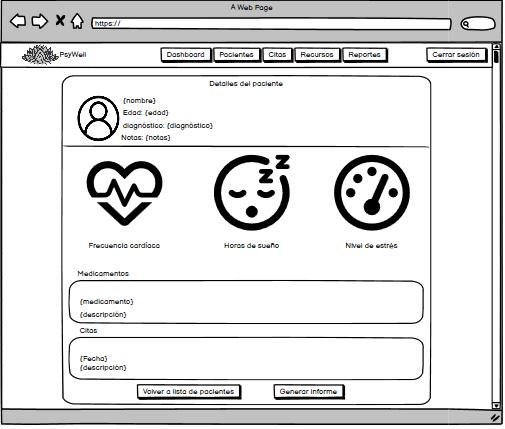 A Web Page
https://
PsyWell
Dashboard
Pacientes
Citas
Recursos
Reportes
Cerrar sesión
Detalles del paciente
{nombre}
Edad: {edad}
diagnóstico: {diagnóstico}
Notas: {notas}
Z Z
Frecuencia cardíaca
Horas de sueño
Nivel de estrés
Medicamentos
{medicamento}
{descripción}
Citas
{Fecha}
{descripción}
Volver a lista de pacientes
Generar informe